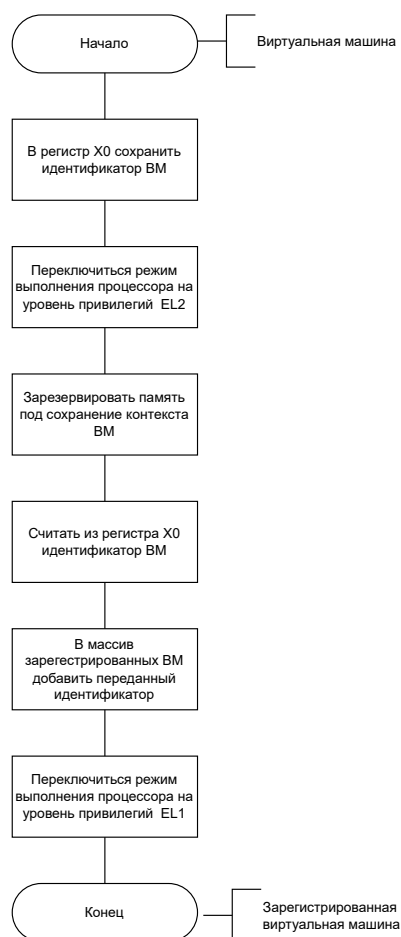 Начало
Виртуальная машина
В регистр X0 сохранить
идентификатор ВМ
Переключиться режим
выполнения процессора на
уровень привилегий EL2
Зарезервировать память
под сохранение контекста
ВМ
Считать из регистра X0
идентификатор ВМ
В массив
зарегестрированных ВМ
добавить переданный
идентификатор
Переключиться режим
выполнения процессора на
уровень привилегий EL1
Конец
Зарегистрированная
виртуальная машина